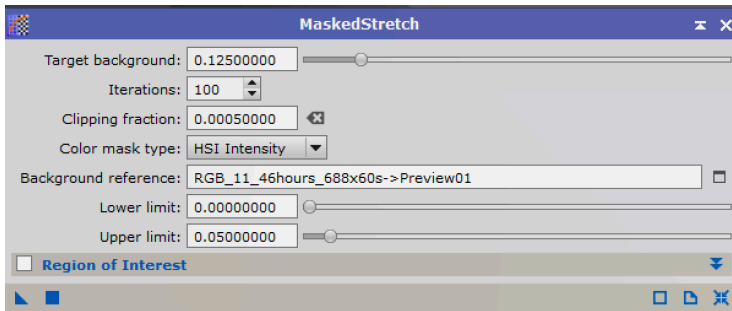 MaskedStretch
Target background: 0.12500000
Iterations: 100
Clipping fraction: 0.00050000
Color mask type: HSI Intensity
Background reference: RGB_11_46hours_688x60s->Preview01
Lower limit: 0.00000000
Upper limit: 0.05000000
Region of Interest